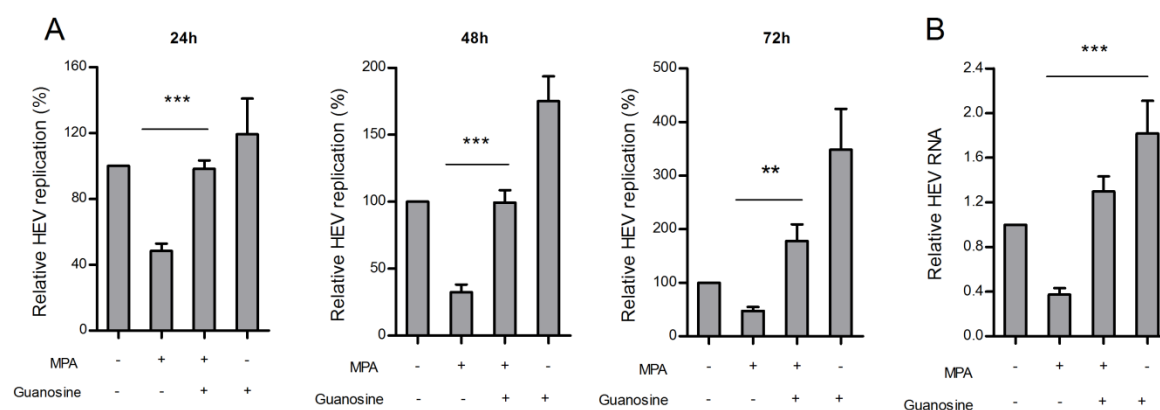 A
24h
Relative HEV replication (%)
160
120
80
40
0
***
MPA - + + -
Guanosine - - + +
48h
Relative HEV replication (%)
200
150
100
50
0
***
MPA - + + -
Guanosine - - + +
72h
Relative HEV replication (%)
500
400
300
200
100
0
**
MPA - + + -
Guanosine - - + +
B
Relative HEV RNA
2.4
2.0
1.6
1.2
0.8
0.4
0.0
***
MPA - + + -
Guanosine - - + +